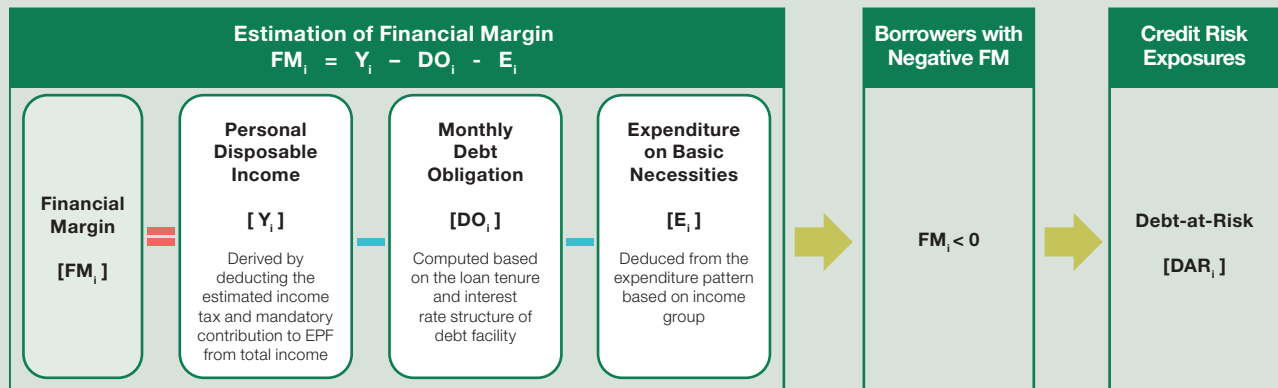 Estimation of Financial Margin
FMi = Yi – DOi - Ei
Financial
Margin
[FMi ]
Personal
Disposable
Income
[ Yi ]
Derived by
deducting the
estimated income
tax and mandatory
contribution to EPF
from total income
Monthly
Debt
Obligation
[DOi ]
Computed based
on the loan tenure
and interest
rate structure of
debt facility
Expenditure
on Basic
Necessities
[Ei ]
Deduced from the
expenditure pattern
based on income
group
Borrowers with
Negative FM
FMi < 0
Credit Risk
Exposures
Debt-at-Risk
[DARi ]